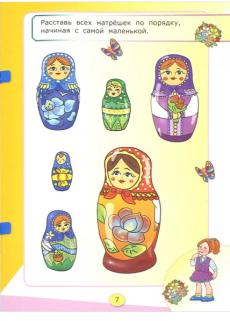 Расставь всех матрёшек по порядку,
начиная с самой маленькой.
7